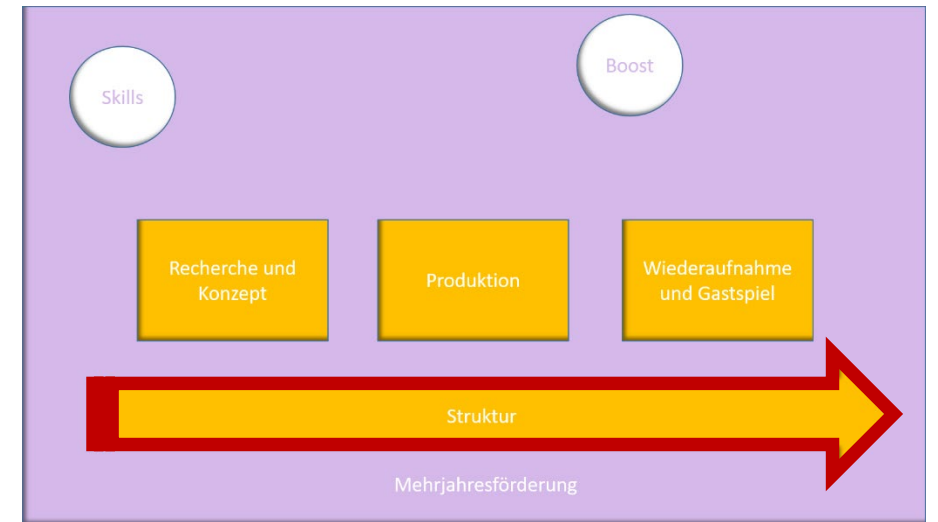 Skills
Boost
Recherche und
Konzept
Produktion
Wiederaufnahme
und Gastspiel
Struktur
Mehrjahresförderung